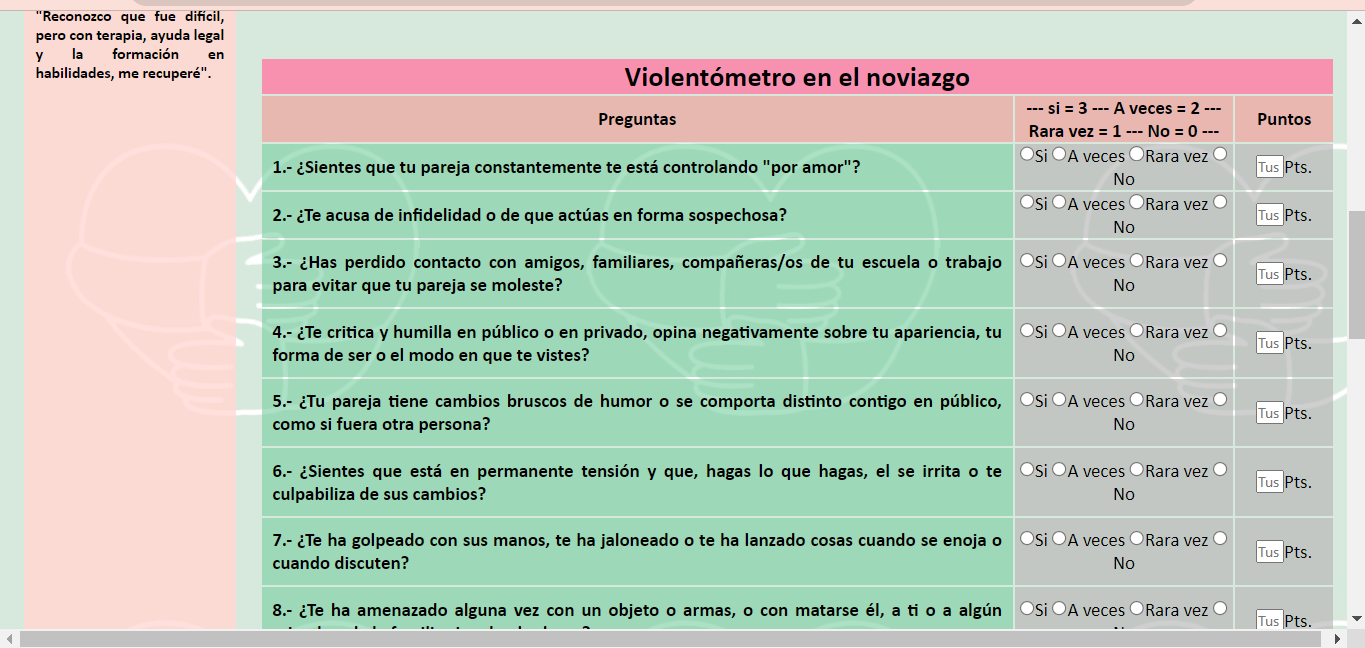 "Reconozco que fue difícil,
pero con terapia, ayuda legal
y la formación en
habilidades, me recuperé".
Violentómetro en el noviazgo
Preguntas
--- si = 3 --- A veces = 2 ---
Rara vez = 1 --- No = 0 ---
Puntos
1.- ¿Sientes que tu pareja constantemente te está controlando "por amor"?
Si A veces Rara vez
No
Tus Pts.
2.- ¿Te acusa de infidelidad o de que actúas en forma sospechosa?
Si A veces Rara vez
No
Tus Pts.
3.- ¿Has perdido contacto con amigos, familiares, compañeras/os de tu escuela o trabajo
para evitar que tu pareja se moleste?
Si A veces Rara vez
No
Tus Pts.
4.- ¿Te critica y humilla en público o en privado, opina negativamente sobre tu apariencia, tu
forma de ser o el modo en que te vistes?
Si A veces Rara vez
No
Tus Pts.
5.- ¿Tu pareja tiene cambios bruscos de humor o se comporta distinto contigo en público,
como si fuera otra persona?
Si A veces Rara vez
No
Tus Pts.
6.- ¿Sientes que está en permanente tensión y que, hagas lo que hagas, el se irrita o te
culpabiliza de sus cambios?
Si A veces Rara vez
No
Tus Pts.
7.- ¿Te ha golpeado con sus manos, te ha jaloneado o te ha lanzado cosas cuando se enoja o
cuando discuten?
Si A veces Rara vez
No
Tus Pts.
8.- ¿Te ha amenazado alguna vez con un objeto o armas, o con matarse él, a ti o a algún
Si A veces Rara vez
Tus Pts.